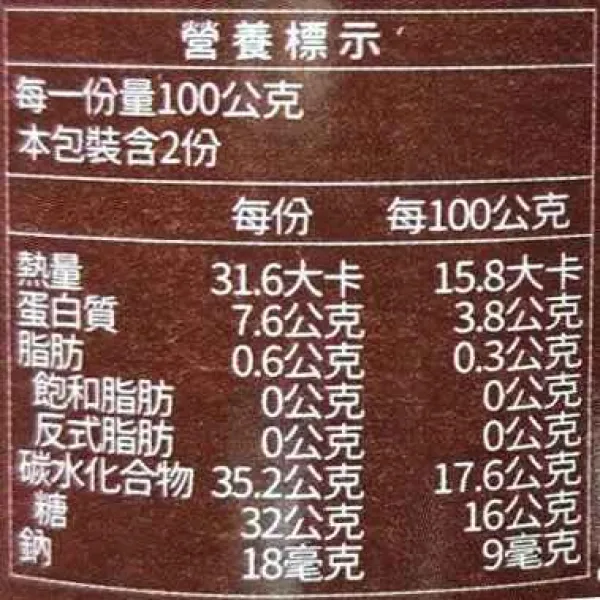 營養標示
每一份量100公克
本包裝含2份
每份 每100公克
熱量 31.6大卡 15.8大卡
蛋白質 7.6公克 3.8公克
脂肪 0.6公克 0.3公克
飽和脂肪 0公克 0公克
反式脂肪 0公克 0公克
碳水化合物 35.2公克 17.6公克
糖 32公克 16公克
鈉 18毫克 9毫克